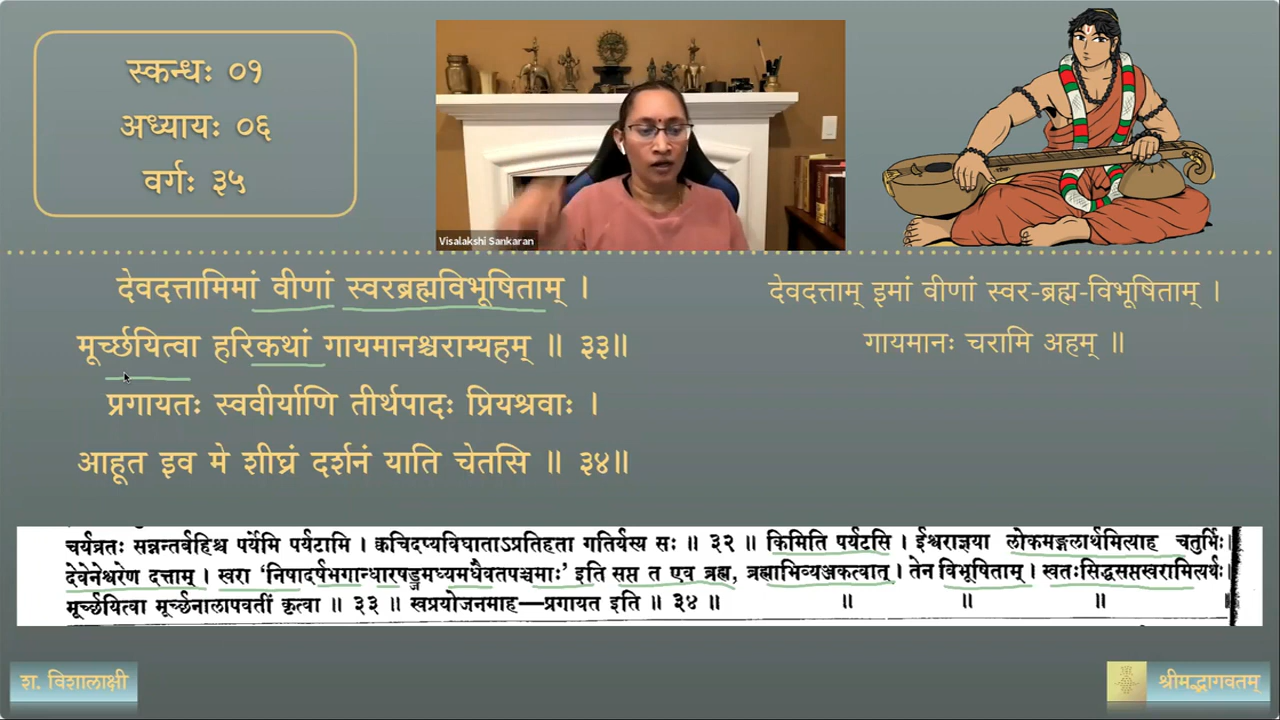 स्कन्धः ०१
अध्यायः ०६
वर्गः ३५
Visalakshi Sankaran
देवदत्तामिमां वीणां स्वरब्रह्मविभूषिताम् ।
मूर्च्छयित्वा हरिकथां गायमानश्चराम्यहम् ॥ ३३॥
प्रगायतः स्ववीर्याणि तीर्थपादः प्रियश्रवाः ।
आहूत इव मे शीघ्रं दर्शनं याति चेतसि ॥ ३४॥
देवदत्ताम् इमां वीणां स्वर-ब्रह्म-विभूषिताम् ।
गायमानः चरामि अहम् ॥
चर्यव्रतः सन्नन्तर्बहिश्च पर्येमि पर्यटामि । क्वचिदप्यविघाताऽप्रतिहता गतिर्यस्य सः ॥ ३२ ॥ किमिति पर्यटसि । ईश्वराज्ञया लोकमङ्गलार्थमित्याह चतुर्भिः।
देवेनेश्वरेण दत्ताम् । स्वरा ‘निषादर्षभगान्धारषड्जमध्यमधैवतपञ्चमाः’ इति सप्त त एव ब्रह्म, ब्रह्माभिव्यञ्जकत्वात् । तेन विभूषिताम् । स्वतःसिद्धसप्तस्वरामित्यर्थः।
मूर्च्छयित्वा मूर्च्छनालापवतीं कृत्वा ॥ ३३ ॥ स्वप्रयोजनमाह—प्रगायत इति ॥ ३४ ॥ ॥ ॥ ॥ ॥
श. विशालाक्षी
श्रीमद्भागवतम्